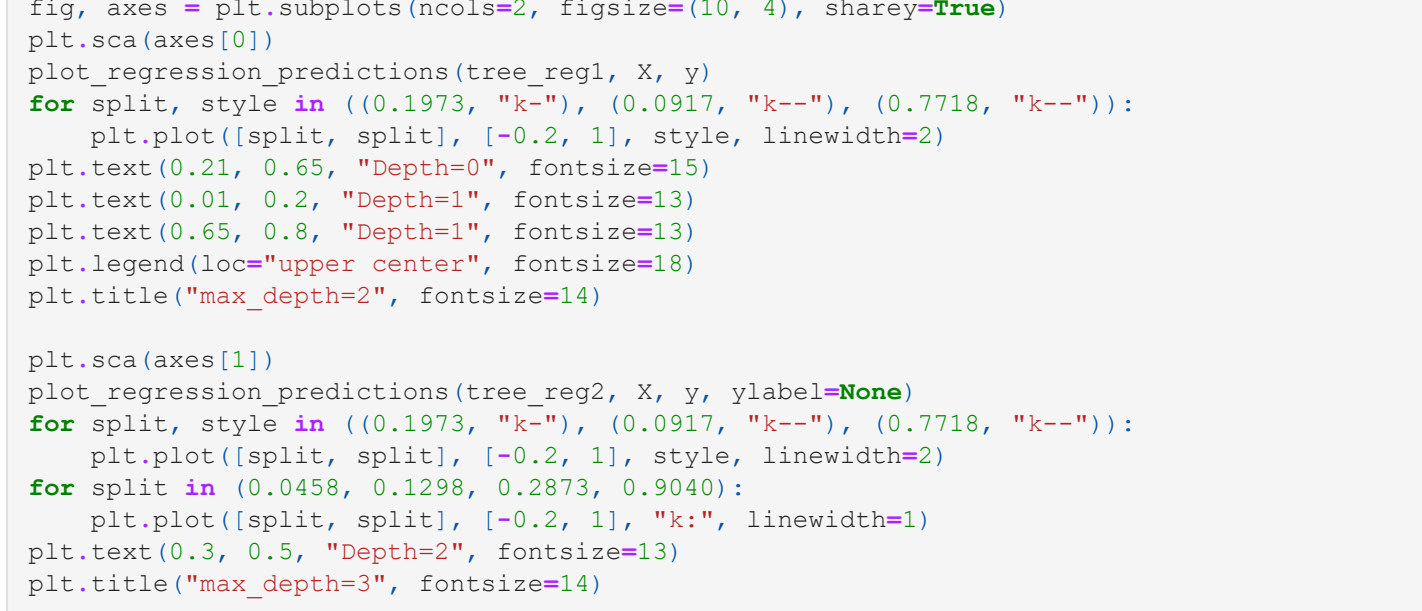 fig, axes = plt.subplots(ncols=2, figsize=(10, 4), sharey=True)
plt.sca(axes[0])
plot_regression_predictions(tree_reg1, X, y)
for split, style in ((0.1973, "k-"), (0.0917, "k--"), (0.7718, "k--")):
    plt.plot([split, split], [-0.2, 1], style, linewidth=2)
plt.text(0.21, 0.65, "Depth=0", fontsize=15)
plt.text(0.01, 0.2, "Depth=1", fontsize=13)
plt.text(0.65, 0.8, "Depth=1", fontsize=13)
plt.legend(loc="upper center", fontsize=18)
plt.title("max_depth=2", fontsize=14)

plt.sca(axes[1])
plot_regression_predictions(tree_reg2, X, y, ylabel=None)
for split, style in ((0.1973, "k-"), (0.0917, "k--"), (0.7718, "k--")):
    plt.plot([split, split], [-0.2, 1], style, linewidth=2)
for split in (0.0458, 0.1298, 0.2873, 0.9040):
    plt.plot([split, split], [-0.2, 1], "k:", linewidth=1)
plt.text(0.3, 0.5, "Depth=2", fontsize=13)
plt.title("max_depth=3", fontsize=14)